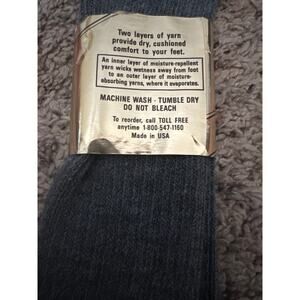 Two layers of yarn
provide dry, cushioned
comfort to your feet.
An inner layer of moisture-repellent
yarn wicks wetness away from foot
to an outer layer of moisture-
absorbing yarns, where it evaporates.
MACHINE WASH - TUMBLE DRY
DO NOT BLEACH
To reorder, call TOLL FREE
anytime 1-800-547-1160
Made in USA